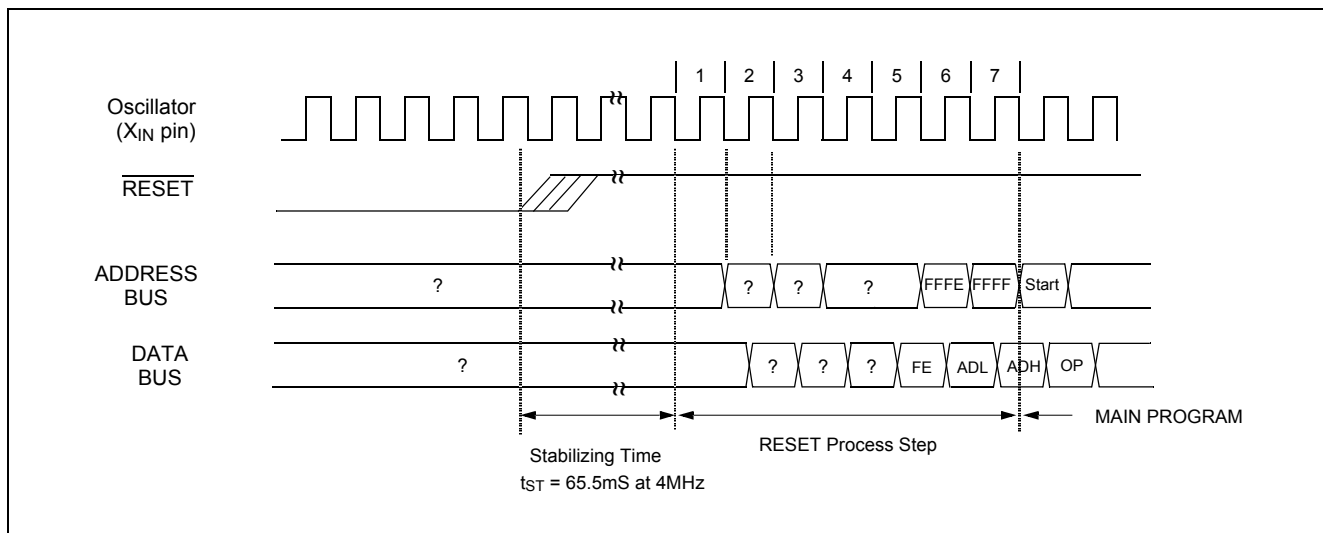 1 2 3 4 5 6 7
Oscillator
(XIN pin)
RESET
ADDRESS
BUS
? ? ? ? FFFE FFFF Start
DATA
BUS
? ? ? ? FE ADL ADH OP
MAIN PROGRAM
Stabilizing Time
tST = 65.5mS at 4MHz
RESET Process Step